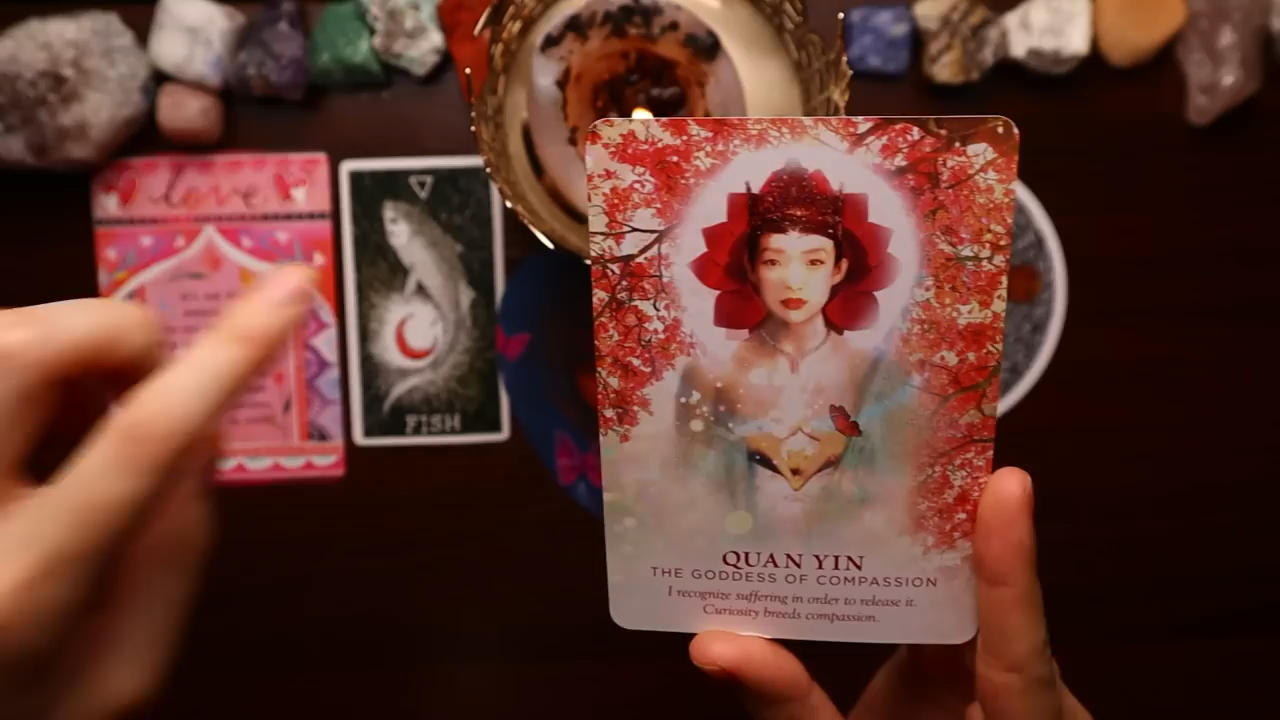 love
FISH
QUAN YIN
THE GODDESS OF COMPASSION
I recognize suffering in order to release it.
Curiosity breeds compassion.